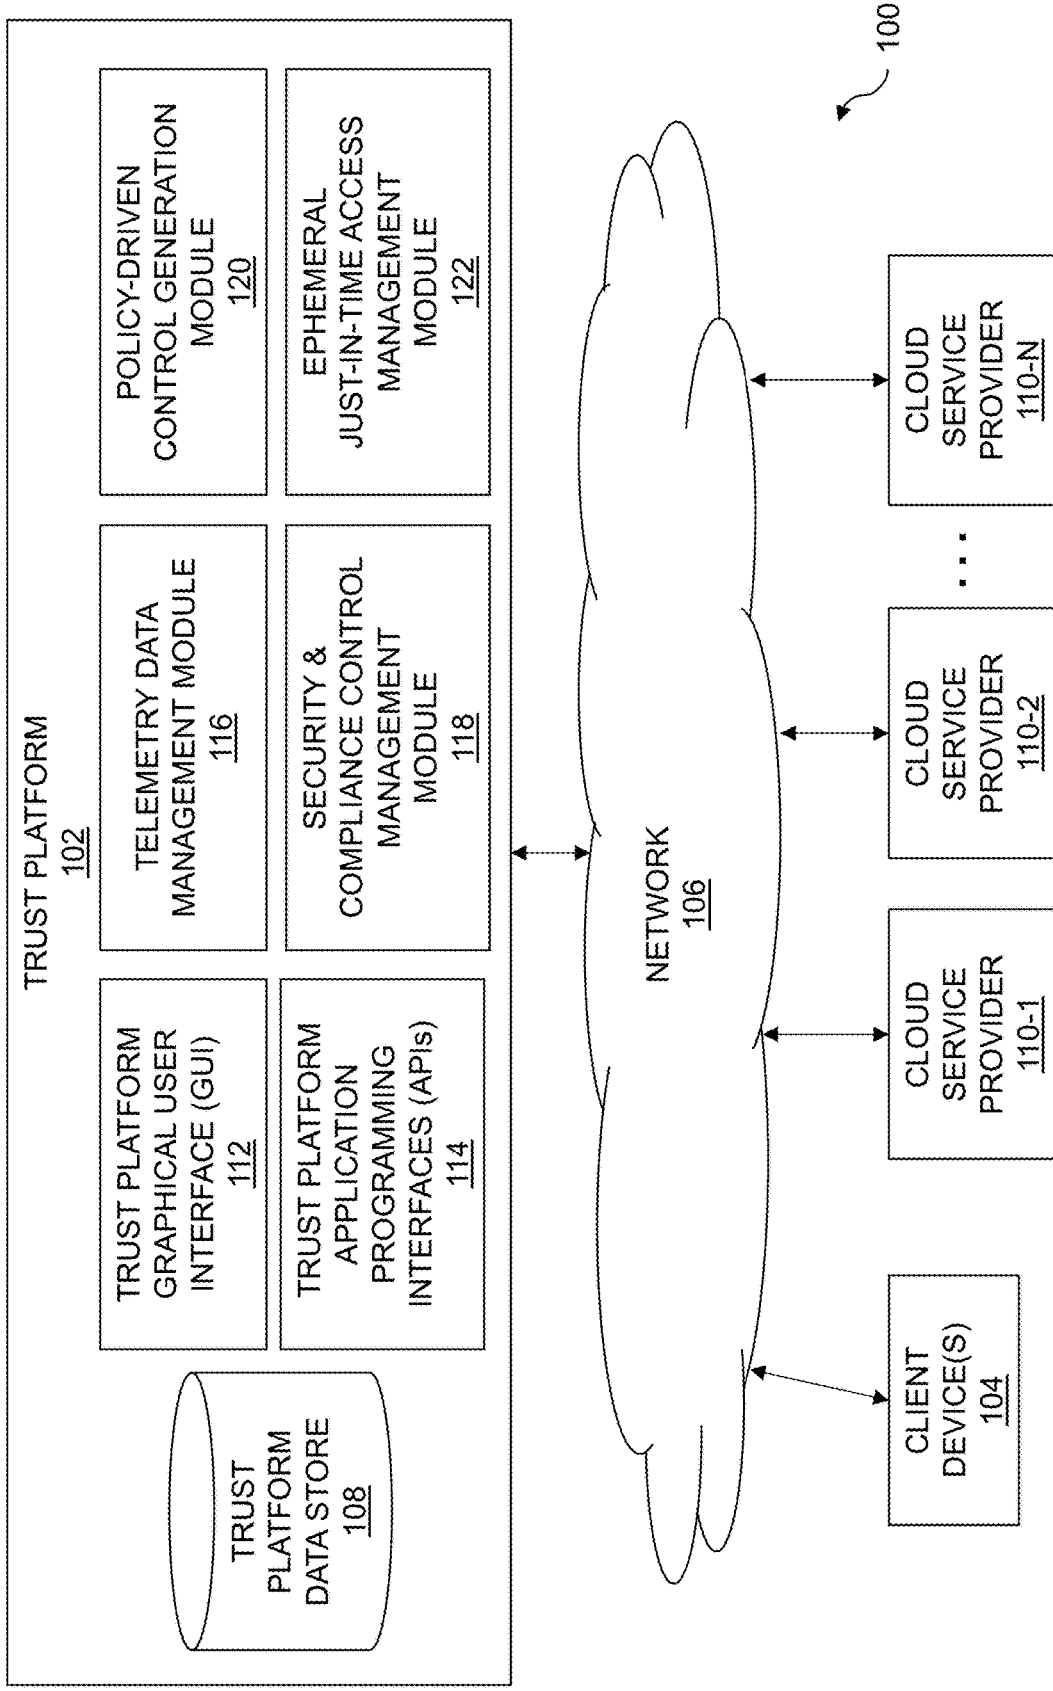 TRUST PLATFORM
102
TRUST
PLATFORM
DATA STORE
108
TRUST PLATFORM
GRAPHICAL USER
INTERFACE (GUI)
112
TRUST PLATFORM
APPLICATION
PROGRAMMING
INTERFACES (APIs)
114
TELEMETRY DATA
MANAGEMENT MODULE
116
SECURITY &
COMPLIANCE CONTROL
MANAGEMENT
MODULE
118
POLICY-DRIVEN
CONTROL GENERATION
MODULE
120
EPHEMERAL
JUST-IN-TIME ACCESS
MANAGEMENT
MODULE
122
NETWORK
106
CLIENT
DEVICE(S)
104
CLOUD
SERVICE
PROVIDER
110-1
CLOUD
SERVICE
PROVIDER
110-2
...
CLOUD
SERVICE
PROVIDER
110-N
100